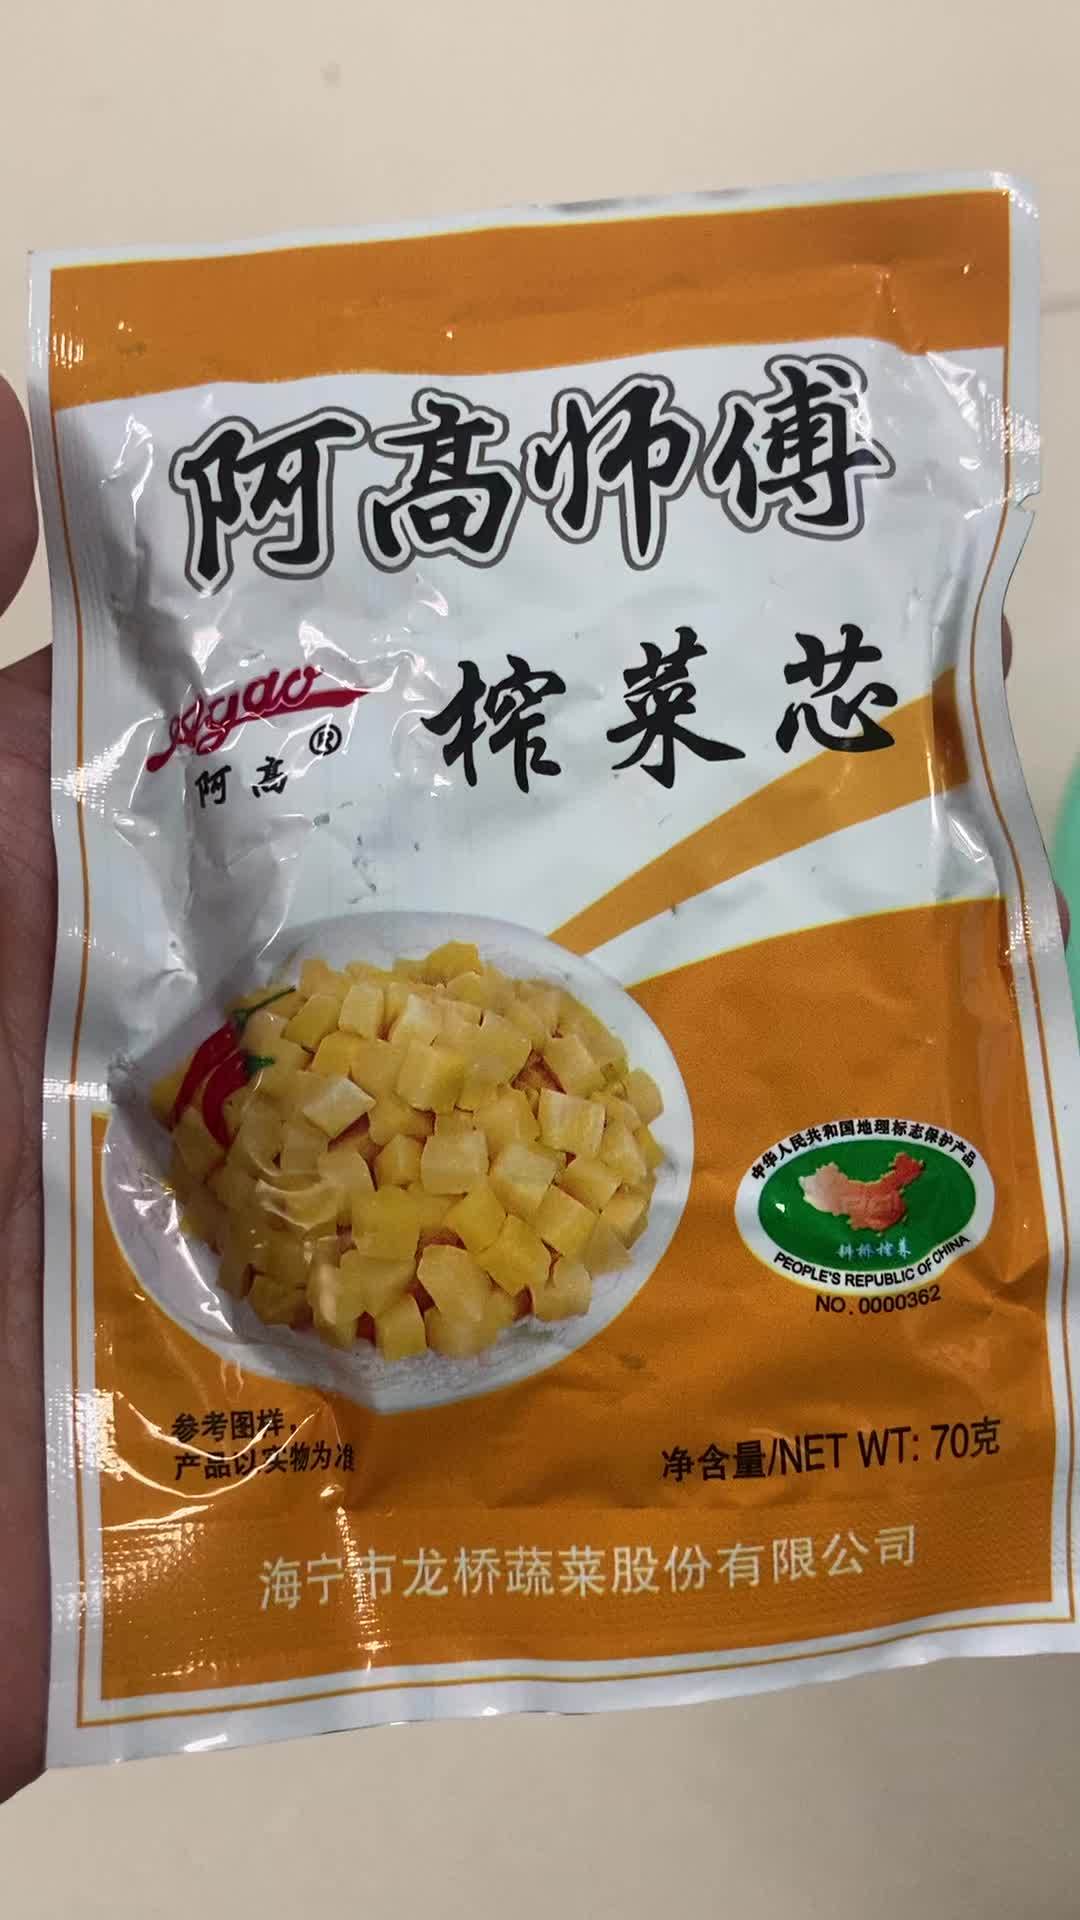 阿高师傅
Agao
®
阿高
榨菜芯
中华人民共和国地理标志保护产品
斜桥榨菜
PEOPLE'S REPUBLIC OF CHINA
NO.0000362
参考图样，
产品以实物为准
净含量/NET WT: 70克
海宁市龙桥蔬菜股份有限公司